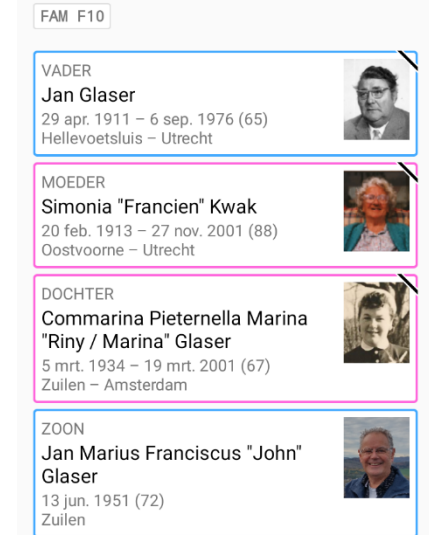 FAM F10
VADER
Jan Glaser
29 apr. 1911 – 6 sep. 1976 (65)
Hellevoetsluis – Utrecht
MOEDER
Simonia "Francien" Kwak
20 feb. 1913 – 27 nov. 2001 (88)
Oostvoorne – Utrecht
DOCHTER
Commarina Pieternella Marina
"Riny / Marina" Glaser
5 mrt. 1934 – 19 mrt. 2001 (67)
Zuilen – Amsterdam
ZOON
Jan Marius Franciscus "John"
Glaser
13 jun. 1951 (72)
Zuilen